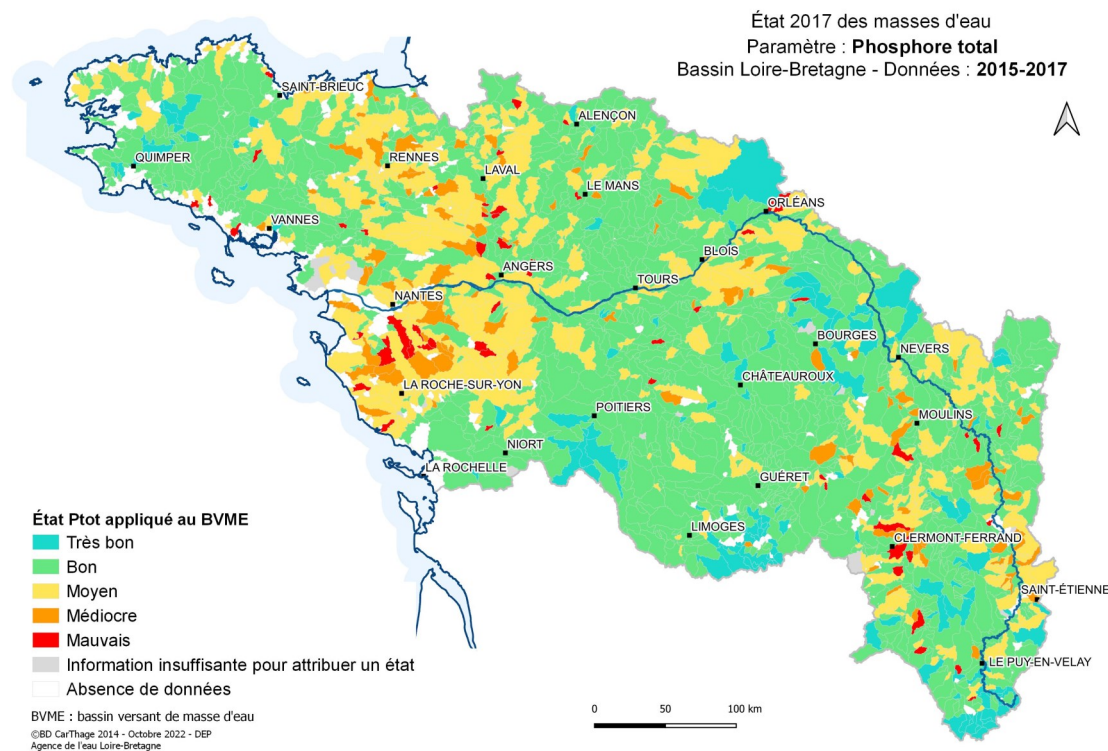 État 2017 des masses d'eau
Paramètre : Phosphore total
Bassin Loire-Bretagne - Données : 2015-2017
SAINT-BRIEUC
ALENÇON
QUIMPER
RENNES
LAVAL
LE MANS
ORLÉANS
VANNES
BLOIS
ANGERS
TOURS
NANTES
BOURGES
NEVERS
CHÂTEAUROUX
LA ROCHE-SUR-YON
POITIERS
MOULINS
NIORT
LA ROCHELLE
GUÉRET
LIMOGES
CLERMONT-FERRAND
SAINT-ÉTIENNE
LE PUY-EN-VELAY
État Ptot appliqué au BVME
Très bon
Bon
Moyen
Médiocre
Mauvais
Information insuffisante pour attribuer un état
Absence de données
BVME : bassin versant de masse d'eau
©BD CarThage 2014 - Octobre 2022 - DEP
Agence de l'eau Loire-Bretagne
0 50 100 km